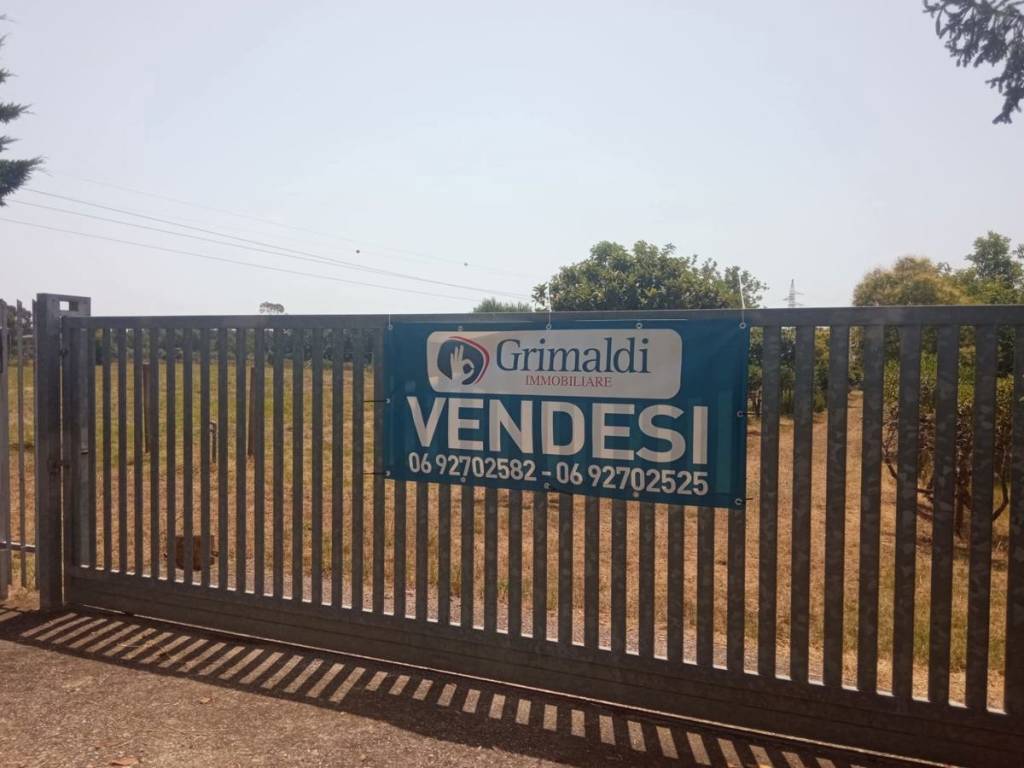 Grimaldi
IMMOBILIARE
VENDESI
06 92702582 - 06 92702525